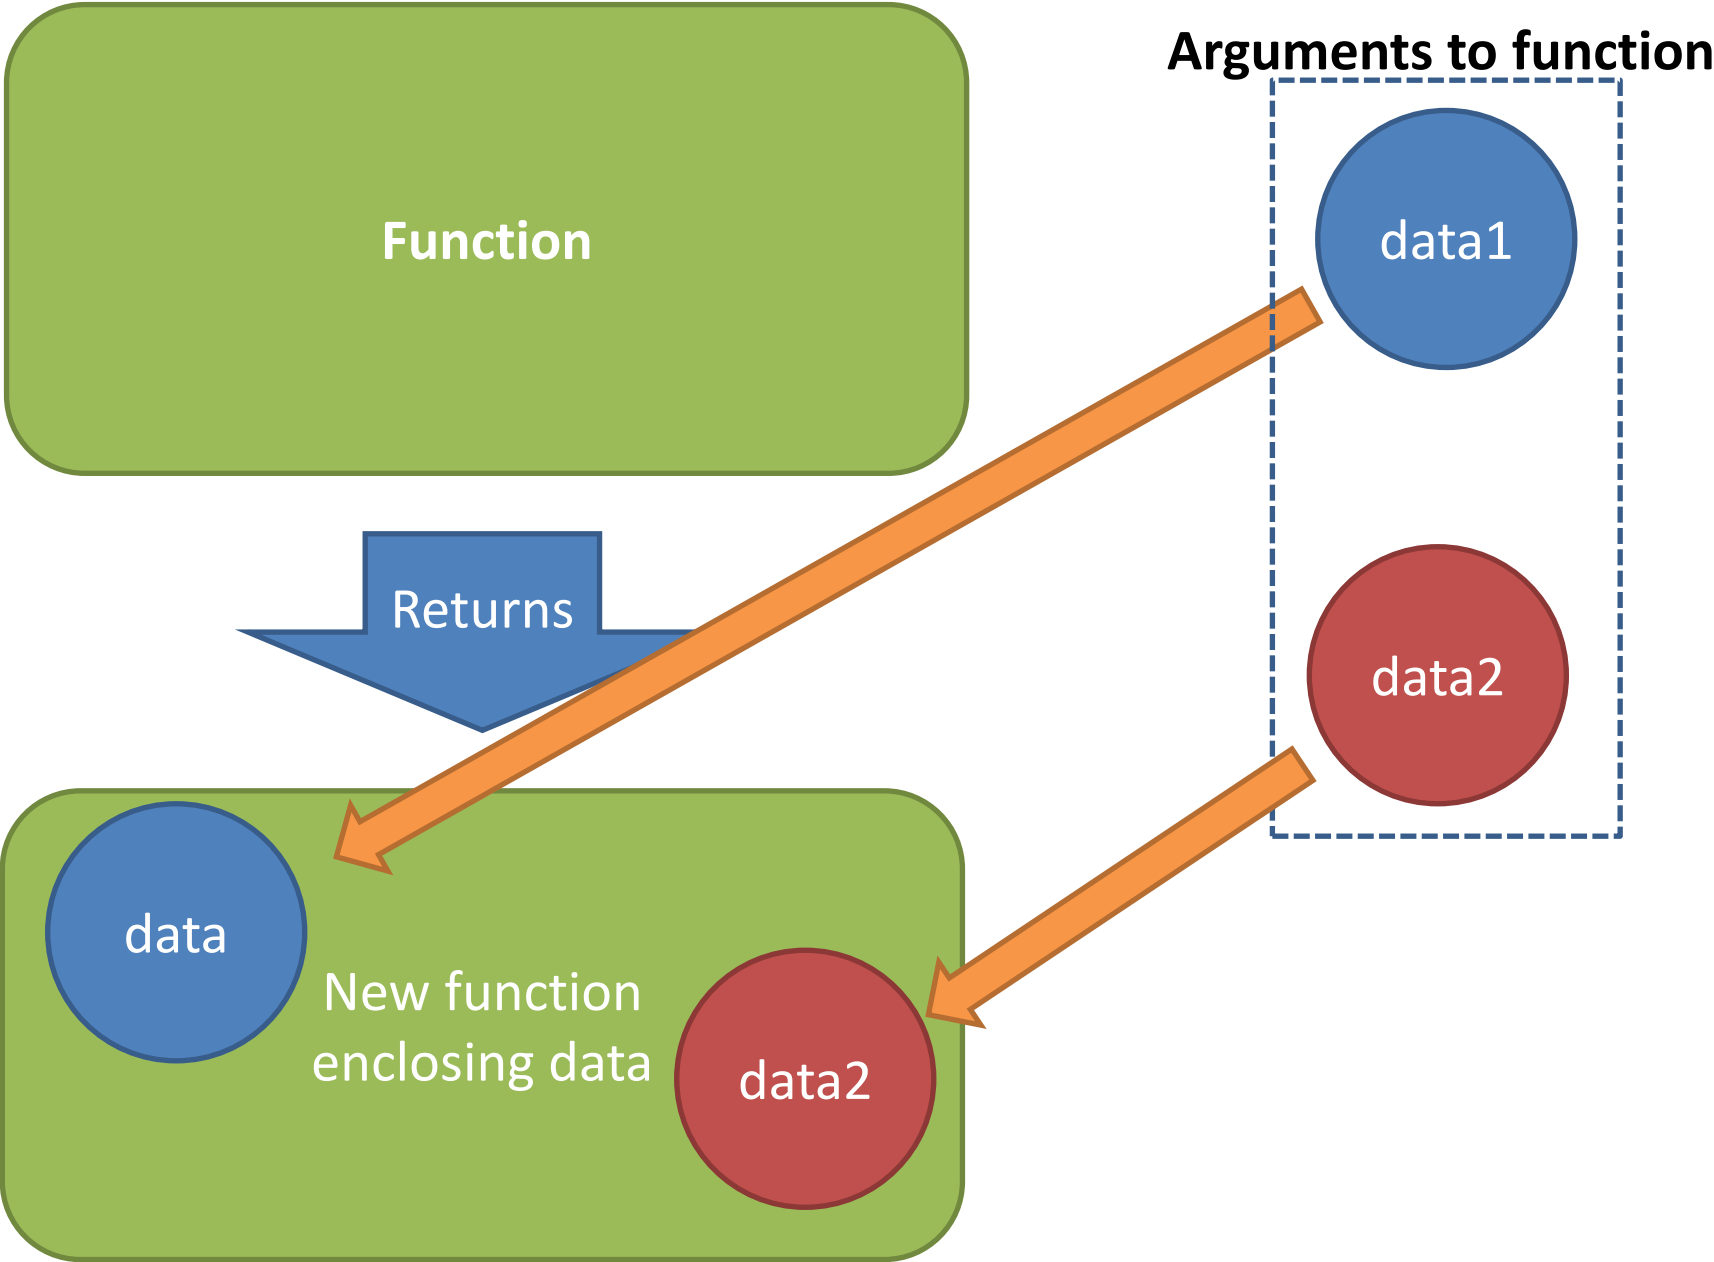 Arguments to function
Function
data1
Returns
data2
data
New function
enclosing data
data2